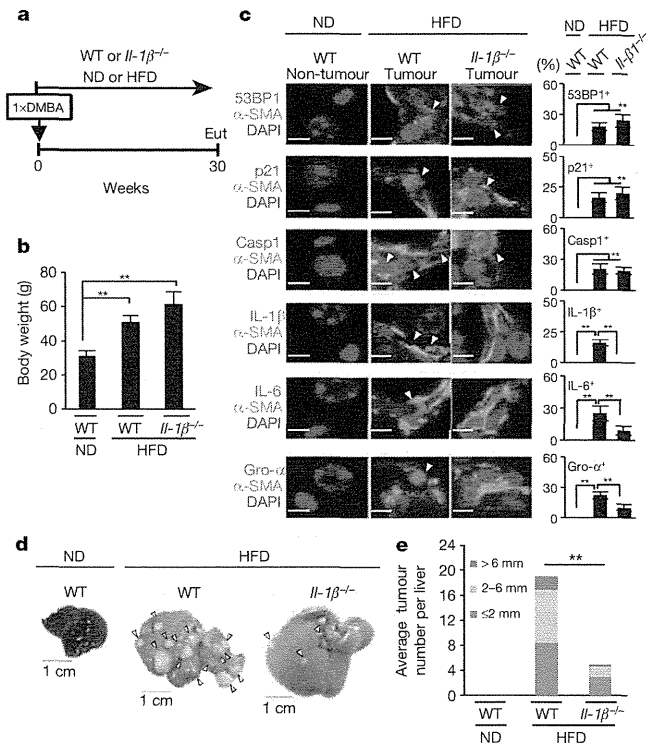 a
WT or Il-1β–/–
ND or HFD
1×DMBA
Eut
0
30
Weeks
b
Body weight (g)
80
60
40
20
0
**
**
WT
WT
Il-1β–/–
ND
HFD
c
ND
HFD
WT
Non-tumour
WT
Tumour
Il-1β–/–
Tumour
53BP1
α-SMA
DAPI
p21
α-SMA
DAPI
Casp1
α-SMA
DAPI
IL-1β
α-SMA
DAPI
IL-6
α-SMA
DAPI
Gro-α
α-SMA
DAPI
ND
HFD
(%)
WT
WT
Il-β1–/–
60
53BP1+
**
30
0
50
p21+
**
25
0
60
Casp1+
**
30
0
50
IL-1β+
** **
25
0
60
IL-6+
** **
30
0
60
Gro-α+
** **
30
0
d
ND
HFD
WT
WT
Il-1β–/–
1 cm
1 cm
1 cm
e
Average tumour
number per liver
24
20
16
12
8
4
0
> 6 mm
2–6 mm
≤2 mm
**
WT
WT
Il-1β–/–
ND
HFD